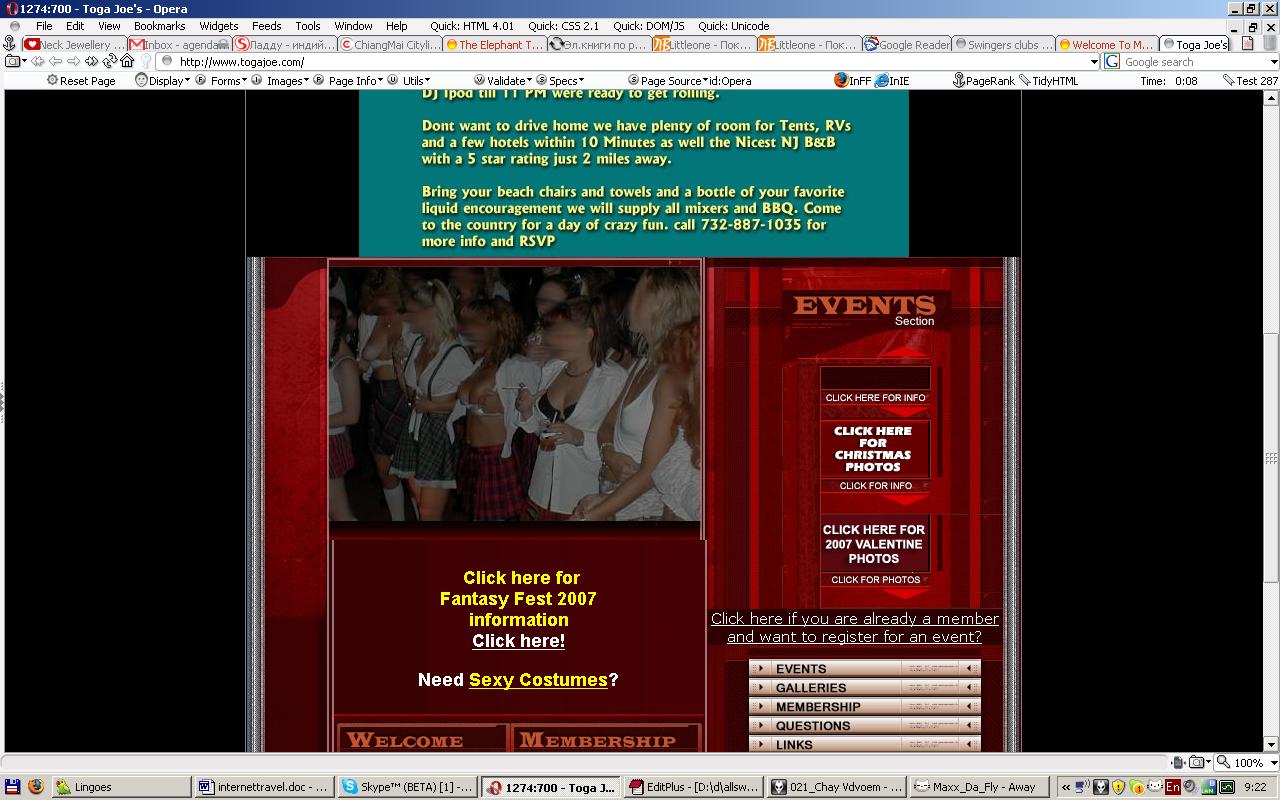 1274:700 - Toga Joe's - Opera
File Edit View Bookmarks Widgets Feeds Tools Window Help Quick: HTML 4.01 Quick: CSS 2.1 Quick: DOM/JS Quick: Unicode
Neck Jewellery ... Inbox - agenda Ладду - индий... ChiangMai Cityli... The Elephant T... Эл.книги по р... Littleone - Пок... Littleone - Пок... Google Reader Swingers clubs ... Welcome To M... Toga Joe's
http://www.togajoe.com/ Google search
Reset Page Display Forms Images Page Info Utils Validate Specs Page Source*id:Opera InFF InIE PageRank TidyHTML Time: 0:08 Test 287
DJ Ipod till 11 PM were ready to get rolling.
Dont want to drive home we have plenty of room for Tents, RVs
and a few hotels within 10 Minutes as well the Nicest NJ B&B
with a 5 star rating just 2 miles away.
Bring your beach chairs and towels and a bottle of your favorite
liquid encouragement we will supply all mixers and BBQ. Come
to the country for a day of crazy fun. call 732-887-1035 for
more info and RSVP
EVENTS
Section
CLICK HERE FOR INFO
CLICK HERE
FOR
CHRISTMAS
PHOTOS
CLICK FOR INFO
CLICK HERE FOR
2007 VALENTINE
PHOTOS
CLICK FOR PHOTOS
Click here if you are already a member
and want to register for an event?
EVENTS
GALLERIES
MEMBERSHIP
QUESTIONS
LINKS
Click here for
Fantasy Fest 2007
information
Click here!
Need Sexy Costumes?
WELCOME MEMBERSHIP
100%
Lingoes internettravel.doc - ... Skype™ (BETA) [1] -... 1274:700 - Toga J... EditPlus - [D:\d\allsw... 021_Chay Vdvoem - ... Maxx_Da_Fly - Away « En 9:22